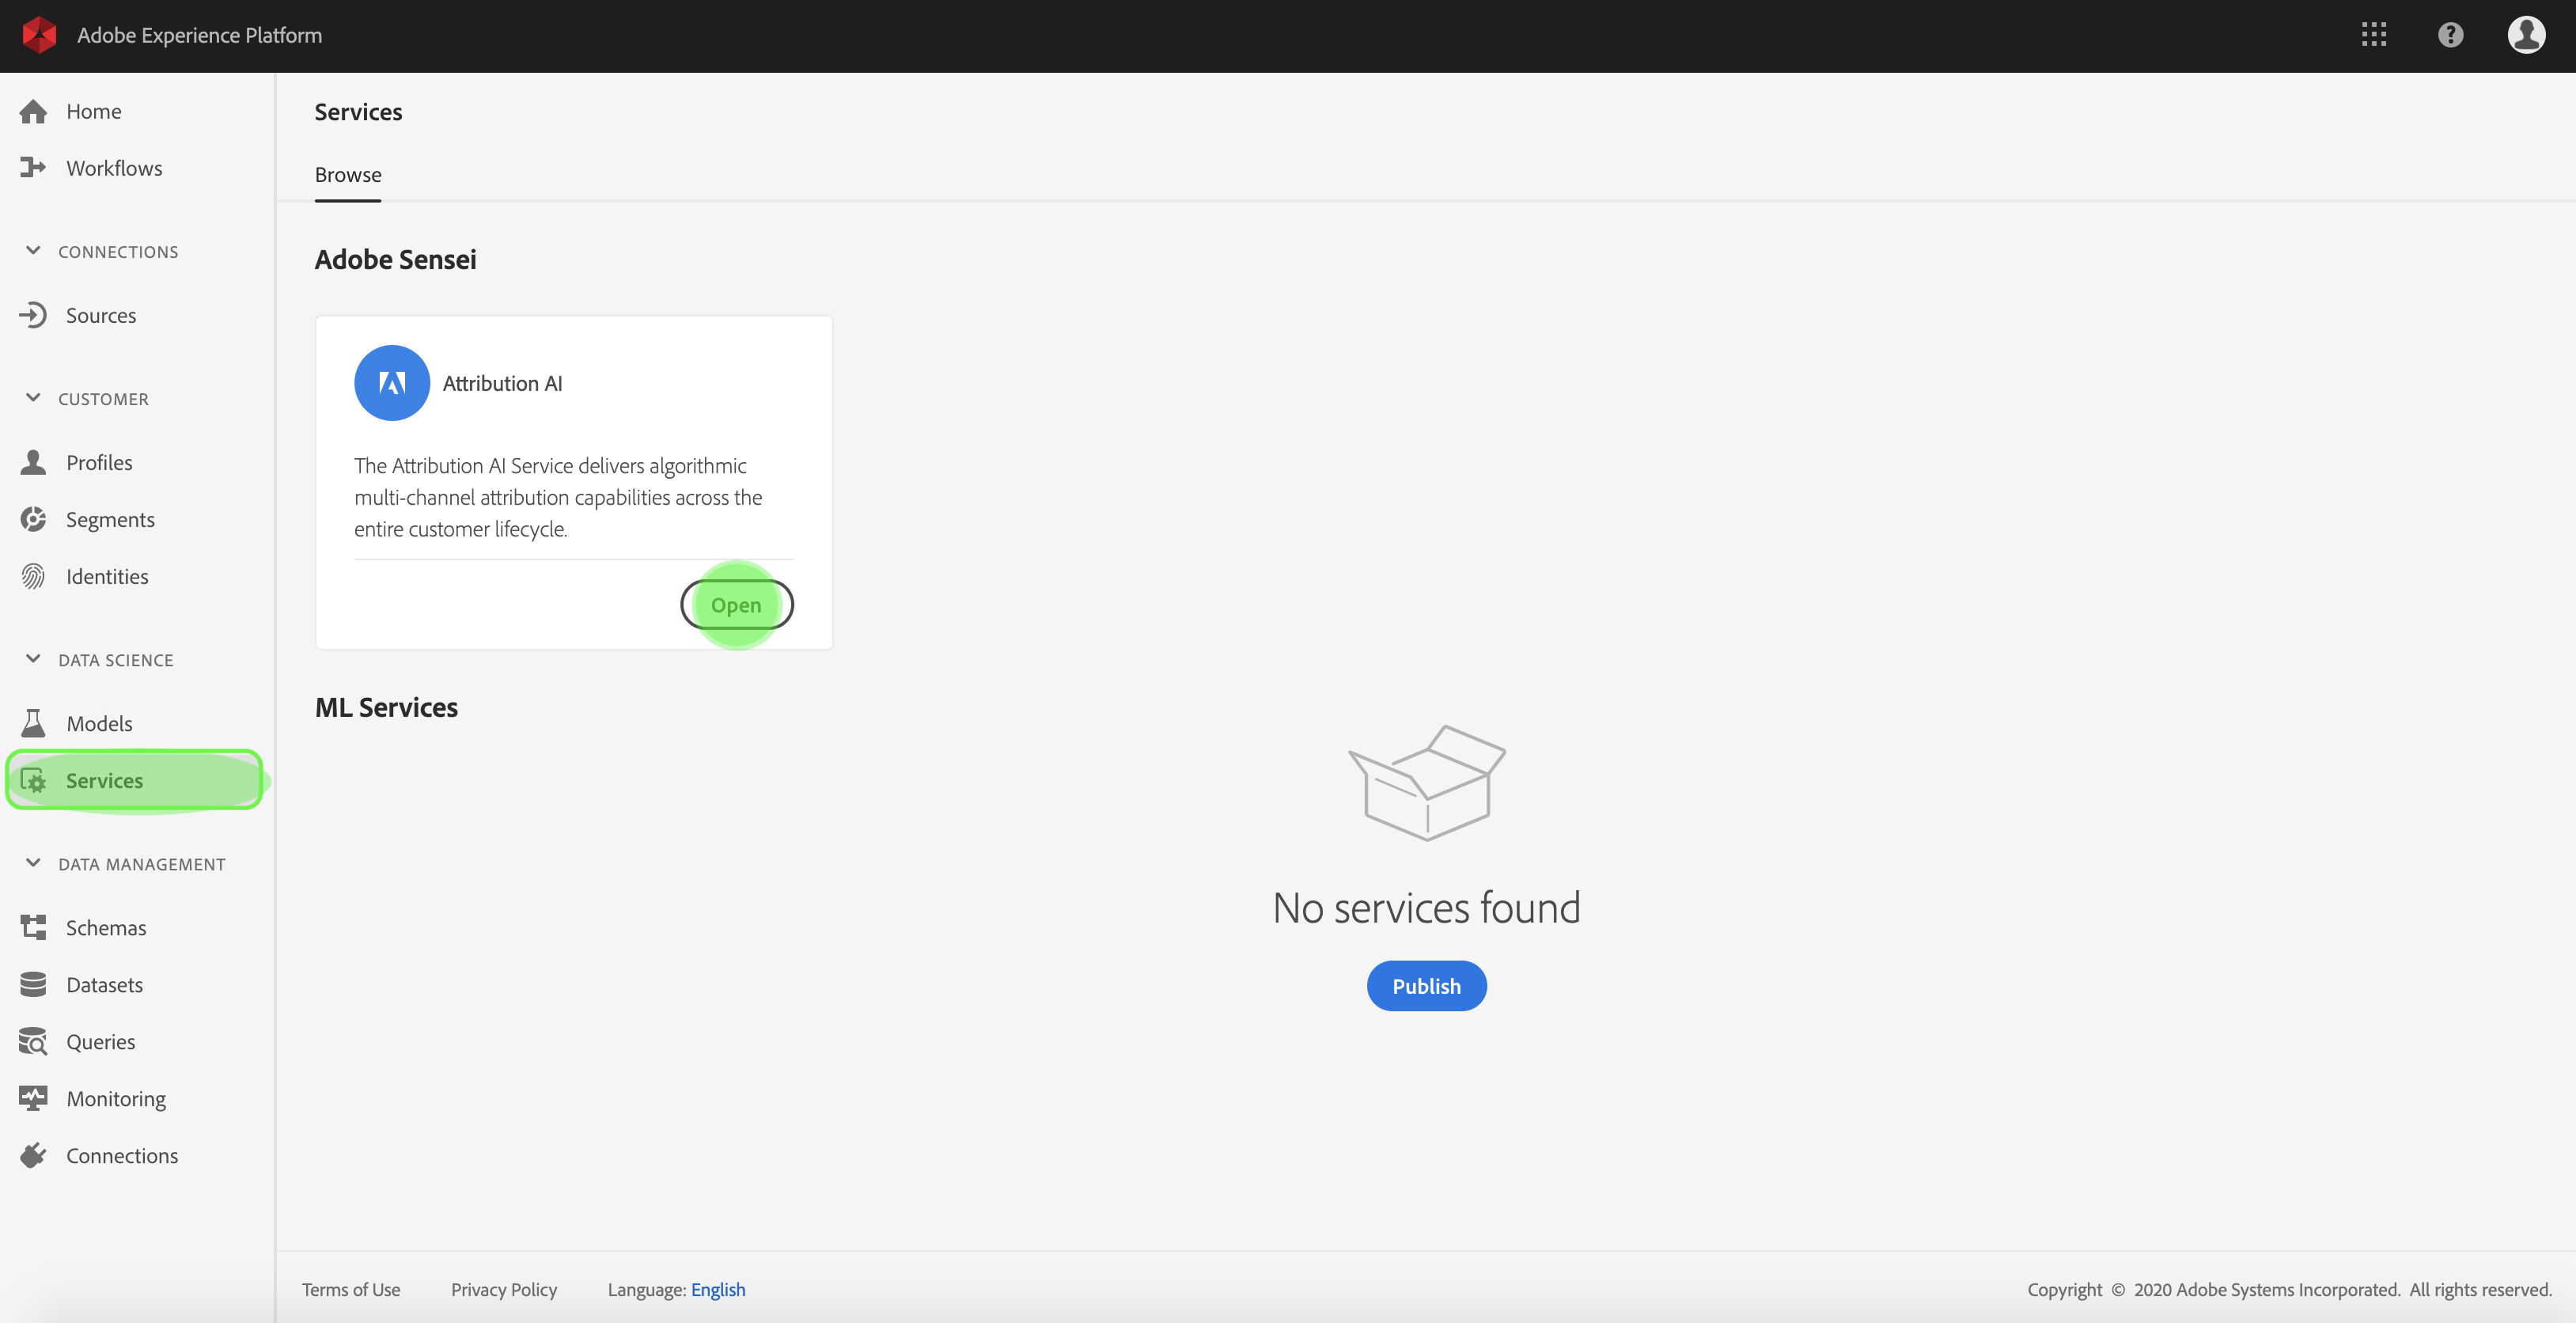 Adobe Experience Platform
Home
Workflows
CONNECTIONS
Sources
CUSTOMER
Profiles
Segments
Identities
DATA SCIENCE
Models
Services
DATA MANAGEMENT
Schemas
Datasets
Queries
Monitoring
Connections
Services
Browse
Adobe Sensei
Attribution AI
The Attribution AI Service delivers algorithmic
multi-channel attribution capabilities across the
entire customer lifecycle.
Open
ML Services
No services found
Publish
Terms of Use Privacy Policy Language: English Copyright © 2020 Adobe Systems Incorporated. All rights reserved.